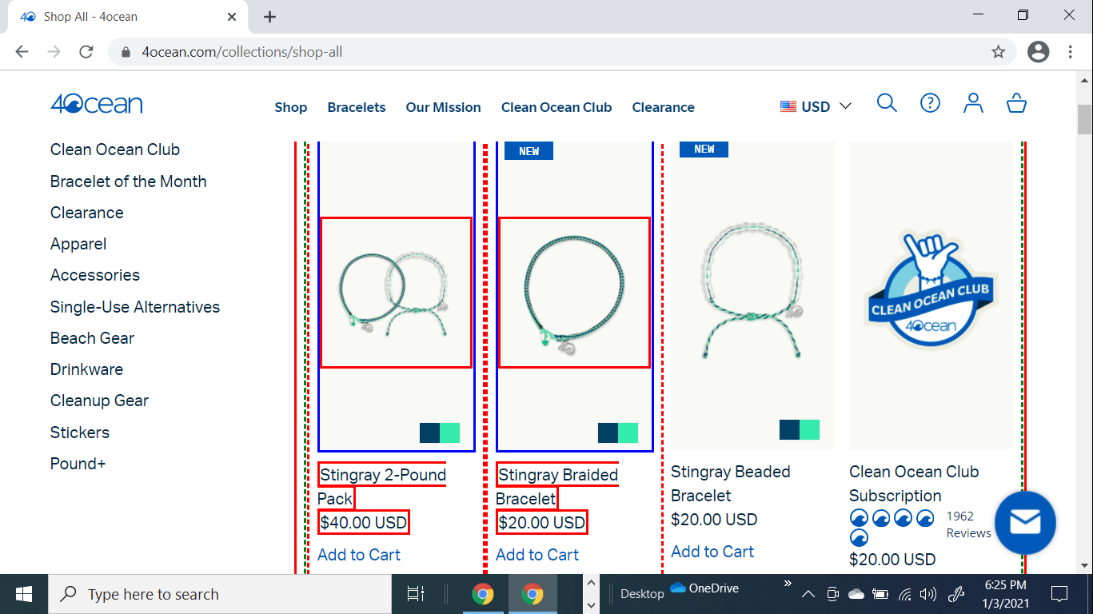 Shop All - 4ocean
4ocean.com/collections/shop-all
4Ocean
Shop
Bracelets
Our Mission
Clean Ocean Club
Clearance
USD
Clean Ocean Club
Bracelet of the Month
Clearance
Apparel
Accessories
Single-Use Alternatives
Beach Gear
Drinkware
Cleanup Gear
Stickers
Pound+
Stingray 2-Pound
Pack
$40.00 USD
Add to Cart
NEW
Stingray Braided
Bracelet
$20.00 USD
Add to Cart
NEW
Stingray Beaded
Bracelet
$20.00 USD
Add to Cart
CLEAN OCEAN CLUB
4Ocean
Clean Ocean Club
Subscription
1962
Reviews
$20.00 USD
Type here to search
Desktop
OneDrive
6:25 PM
1/3/2021